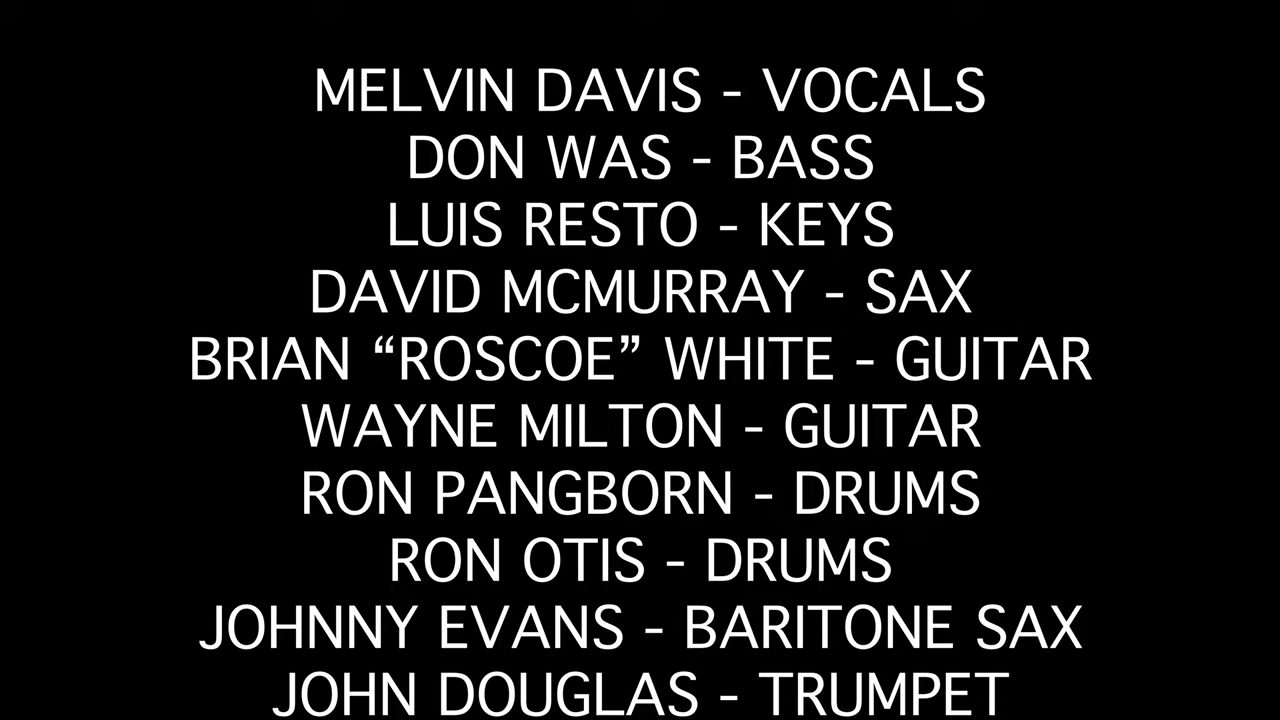 MELVIN DAVIS - VOCALS
DON WAS - BASS
LUIS RESTO - KEYS
DAVID MCMURRAY - SAX
BRIAN “ROSCOE” WHITE - GUITAR
WAYNE MILTON - GUITAR
RON PANGBORN - DRUMS
RON OTIS - DRUMS
JOHNNY EVANS - BARITONE SAX
JOHN DOUGLAS - TRUMPET